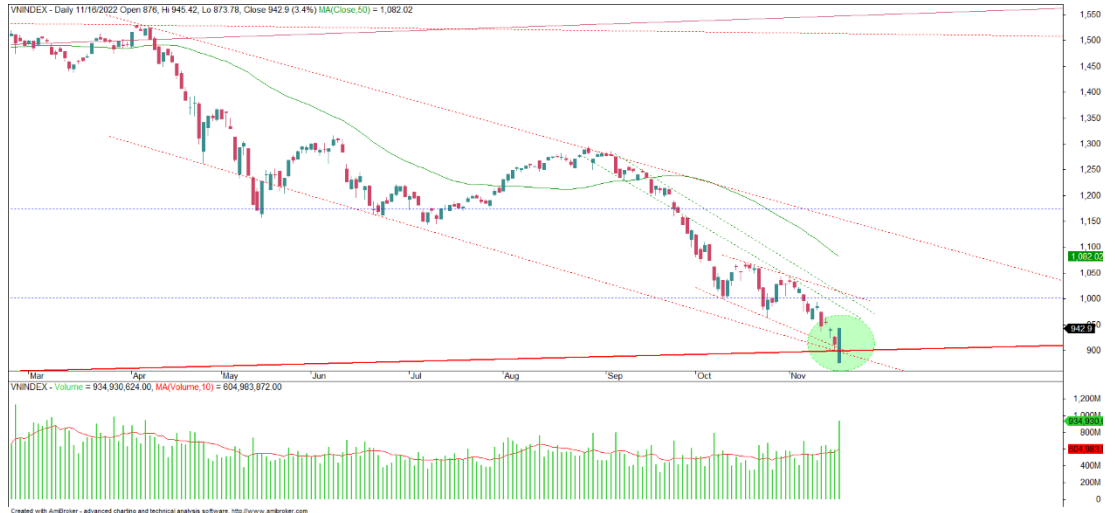 VNINDEX - Daily 11/16/2022 Open 876, Hi 945.42, Lo 873.78, Close 942.9 (3.4%) MA(Close,50) = 1,082.02
1,550
1,500
1,450
1,400
1,350
1,300
1,250
1,200
1,150
1,100
1,082.02
1,050
1,000
950
942.9
900
Mar Apr May Jun Jul Aug Sep Oct Nov
VNINDEX - Volume = 934,930,624.00, MA(Volume,10) = 604,983,872.00
1,200M
1,000M
934,930,
800M
604,983,
400M
200M
0
Created with AmiBroker - advanced charting and technical analysis software. http://www.amibroker.com